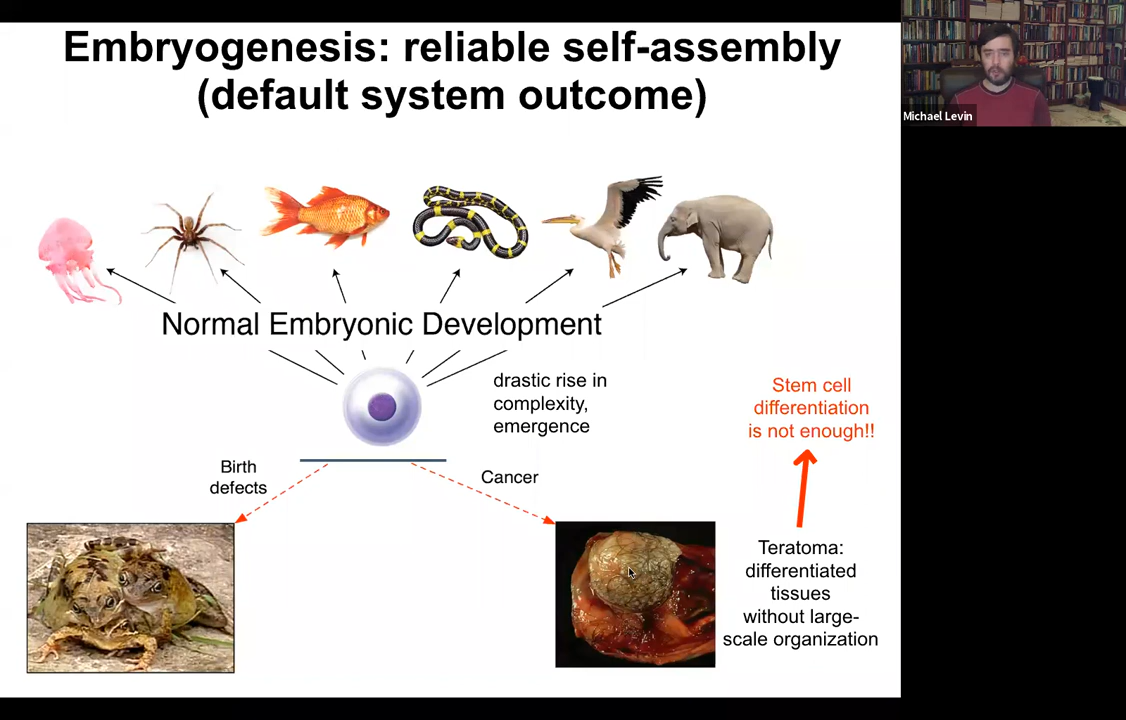 Embryogenesis: reliable self-assembly
(default system outcome)
Michael Levin
Normal Embryonic Development
drastic rise in
complexity,
emergence
Stem cell
differentiation
is not enough!!
Birth
defects
Cancer
Teratoma:
differentiated
tissues
without large-
scale organization